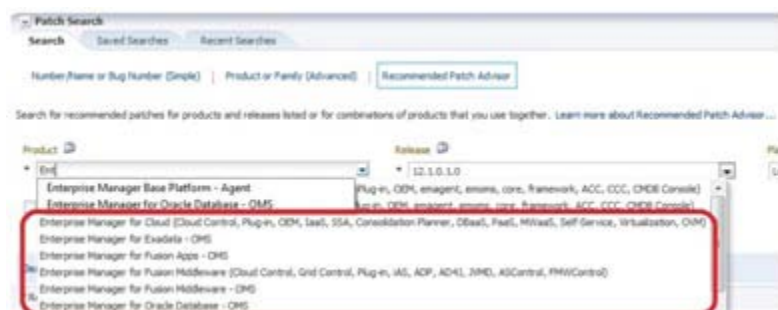 Patch Search
Search Saved Searches Recent Searches
Number/Name or Bug Number (Simple) | Product or Family (Advanced) | Recommended Patch Advisor
Search for recommended patches for products and releases listed or for combinations of products that you use together. Learn more about Recommended Patch Advisor...
Product Release
* Ent * 12.1.0.1.0
Enterprise Manager Base Platform - Agent Plug-in, OEM, emagent, emoms, core, framework, ACC, CCC, CMDB Console)
Enterprise Manager for Oracle Database - OMS Plug-in, OEM, emagent, emoms, core, framework, ACC, CCC, CMDB Console)
Enterprise Manager for Cloud (Cloud Control, Plug-in, OEM, IaaS, SSA, Consolidation Planner, DBaaS, PaaS, MWaaS, Self-Service, Virtualization, OVM)
Enterprise Manager for Exadata - OMS
Enterprise Manager for Fusion Apps - OMS
Enterprise Manager for Fusion Middleware (Cloud Control, Grid Control, Plug-in, iAS, ADP, AD4J, JVMD, ASControl, FMWControl)
Enterprise Manager for Fusion Middleware - OMS
Enterprise Manager for Oracle Database - OMS